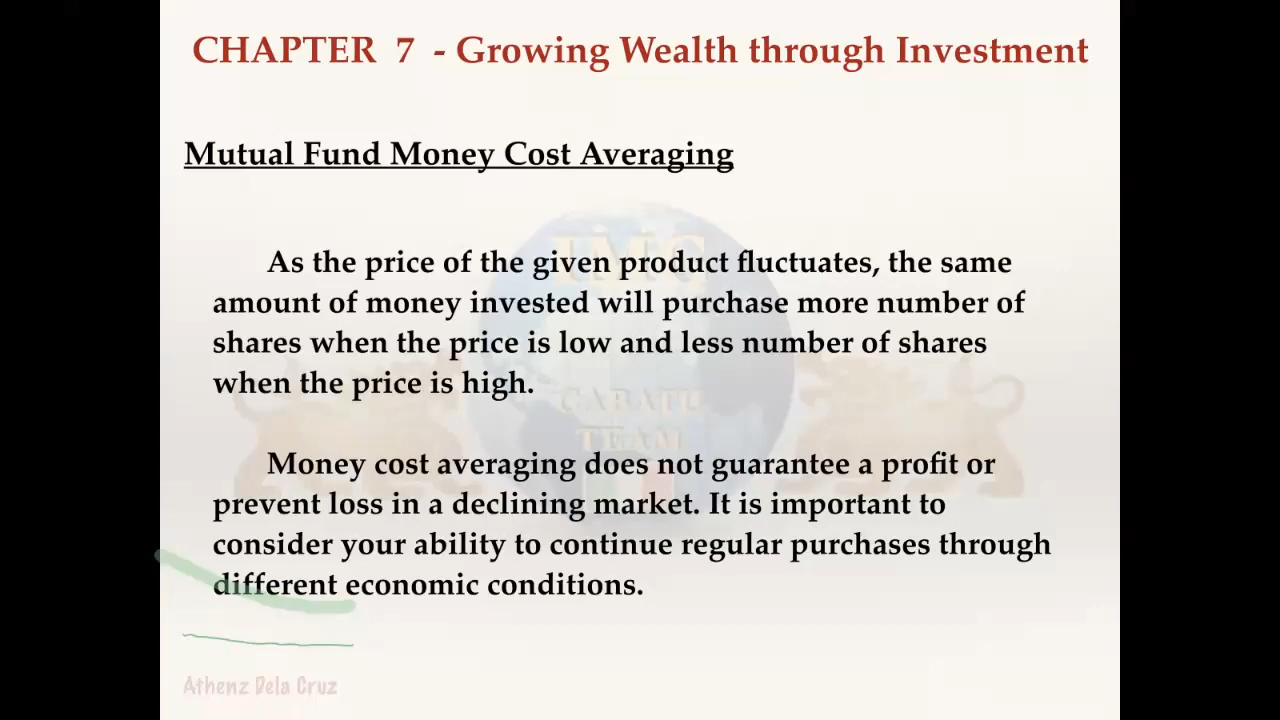 CHAPTER 7 - Growing Wealth through Investment
Mutual Fund Money Cost Averaging
As the price of the given product fluctuates, the same
amount of money invested will purchase more number of
shares when the price is low and less number of shares
when the price is high.
Money cost averaging does not guarantee a profit or
prevent loss in a declining market. It is important to
consider your ability to continue regular purchases through
different economic conditions.
IMG
CABATU
TEAM
Athenz Dela Cruz